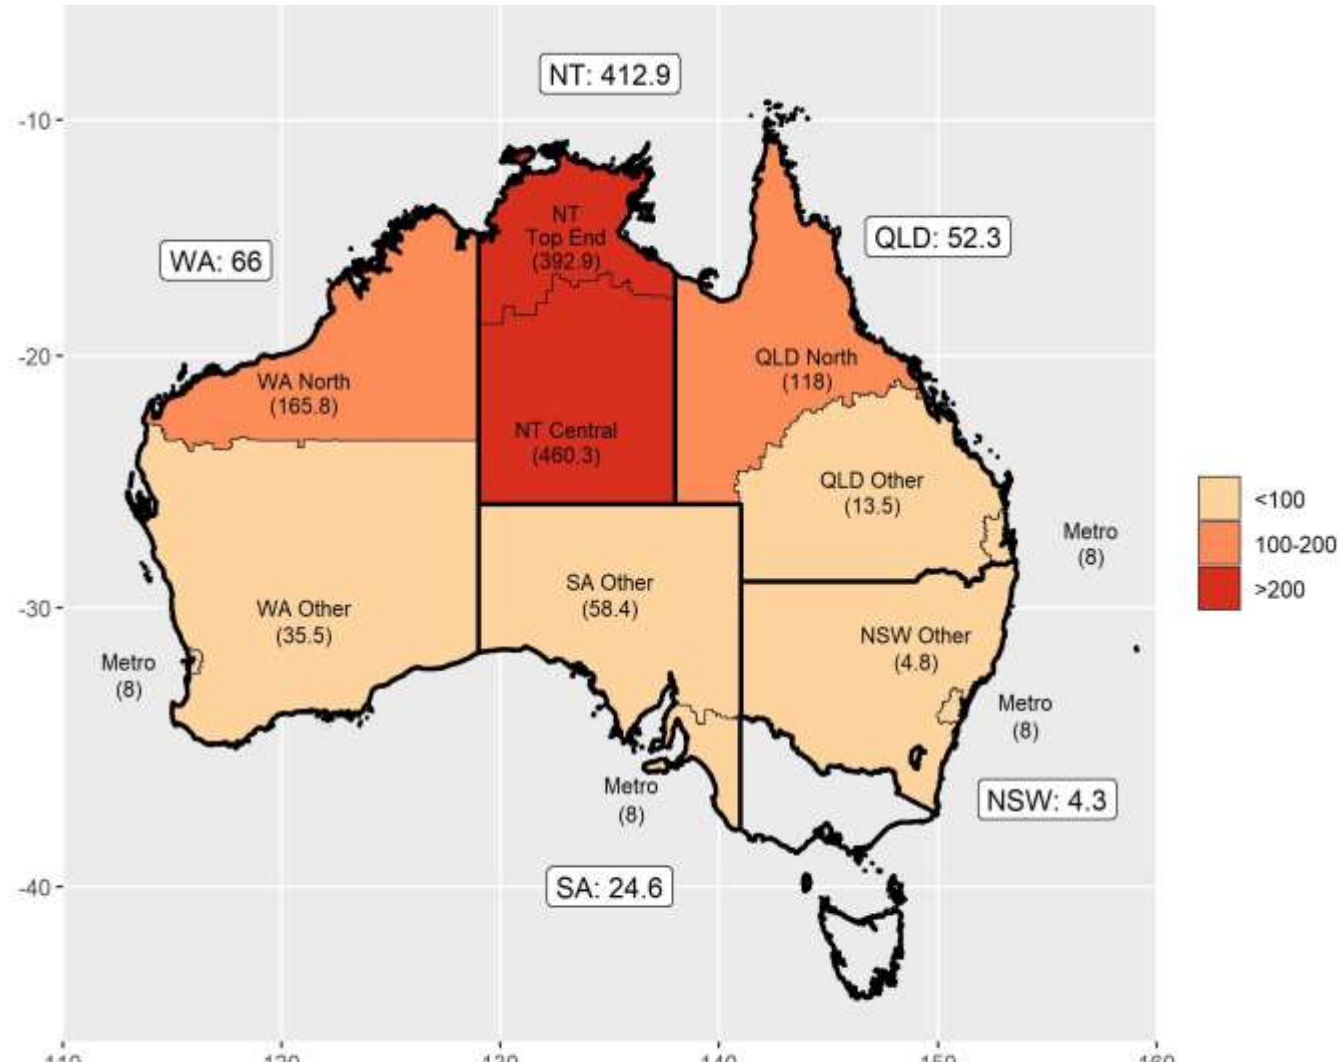 NT: 412.9
-10
NT
Top End
(392.9)
QLD: 52.3
WA: 66
-20
QLD North
(118)
WA North
(165.8)
NT Central
(460.3)
QLD Other
(13.5)
<100
100-200
>200
Metro
(8)
SA Other
(58.4)
-30
WA Other
(35.5)
NSW Other
(4.8)
Metro
(8)
Metro
(8)
Metro
(8)
NSW: 4.3
-40
SA: 24.6
110
120
130
140
150
160